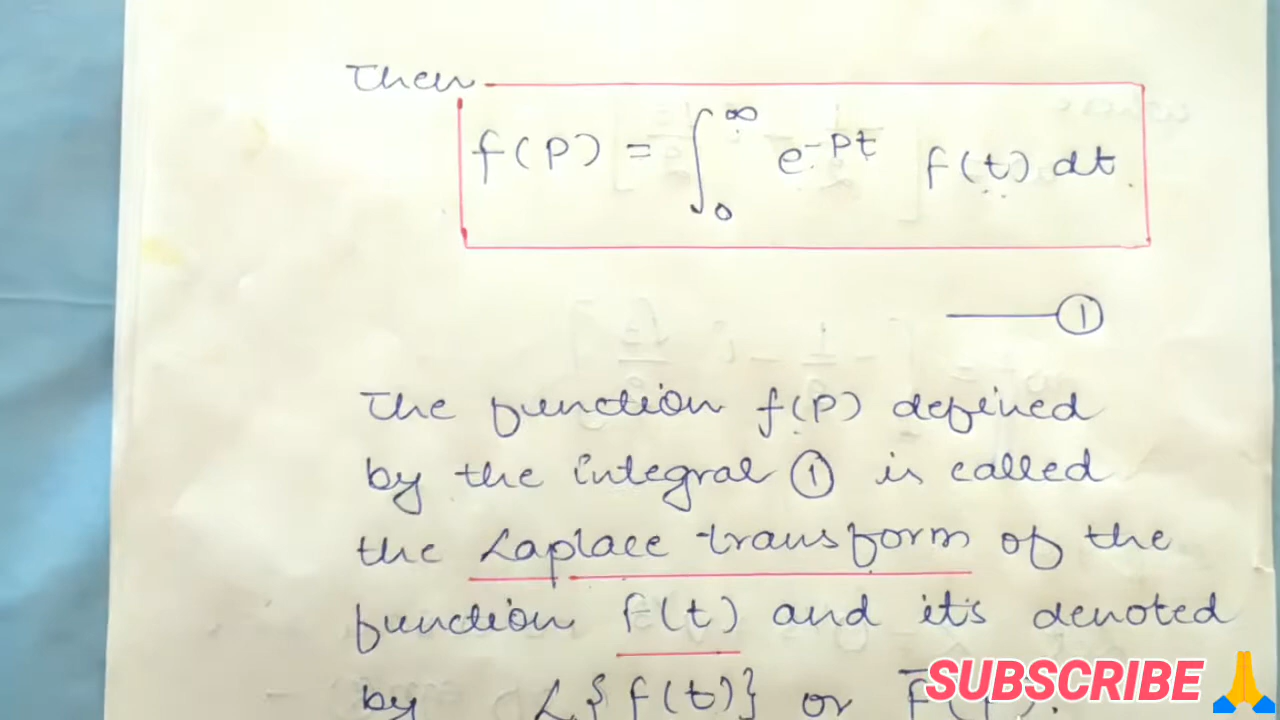 Then
f(p) = ∫₀^∞ e^{-pt} F(t) dt.
— ①
The function f(p) defined
by the integral ① is called
the Laplace transform of the
function F(t) and it's denoted
by L{F(t)} or
SUBSCRIBE